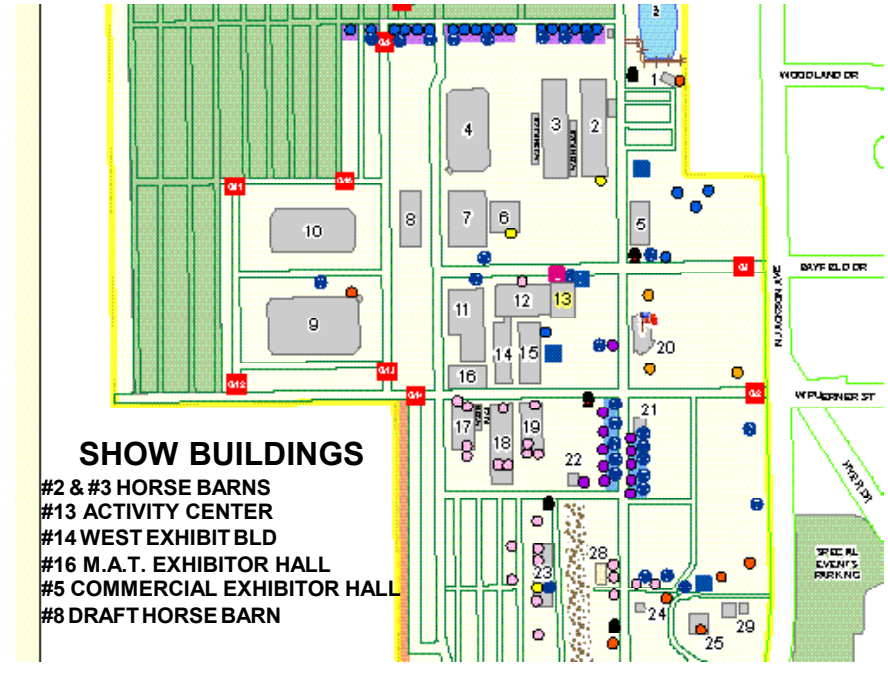 WOODLAND DR
1
4
3
2
5
8
7
6
10
BAYFIELD DR
N JACKSON AVE
11
12
13
9
14
15
20
16
W PUERNER ST
17
18
19
21
22
SHOW BUILDINGS
#2 & #3 HORSE BARNS
#13 ACTIVITY CENTER
#14 WEST EXHIBIT BLD
#16 M.A.T. EXHIBITOR HALL
#5 COMMERCIAL EXHIBITOR HALL
#8 DRAFT HORSE BARN
SPECIAL
EVENTS
PARKING
28
23
24
29
25